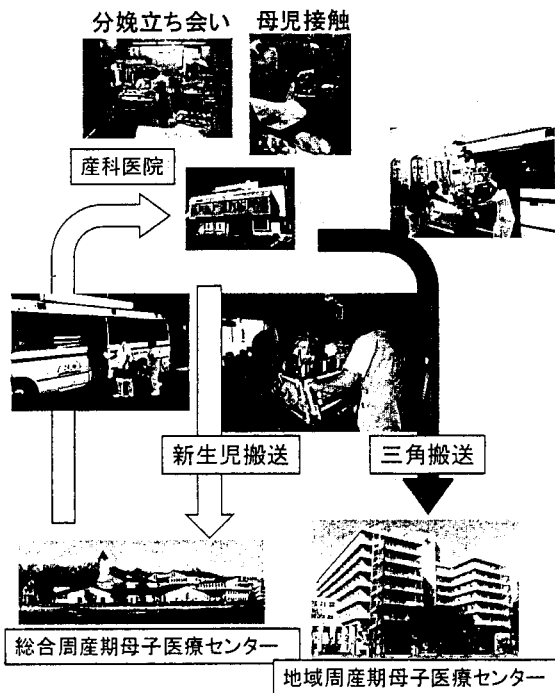 分娩立ち会い
母児接触
産科医院
新生児搬送
三角搬送
総合周産期母子医療センター
地域周産期母子医療センター